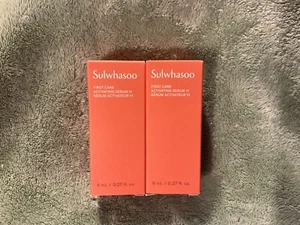 Sulwhasoo
FIRST CARE
ACTIVATING SERUM VI
SÉRUM ACTIVATEUR VI
8 mL / 0.27 fl. oz.
Sulwhasoo
FIRST CARE
ACTIVATING SERUM VI
SÉRUM ACTIVATEUR VI
8 mL / 0.27 fl. oz.